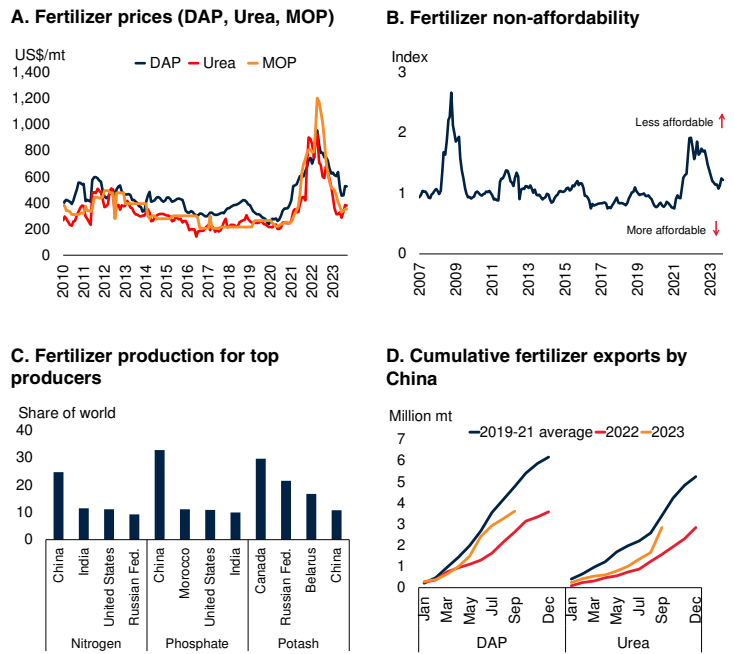 A. Fertilizer prices (DAP, Urea, MOP)
US$/mt
DAP Urea MOP
1,400
1,200
1,000
800
600
400
200
0
2010 2011 2012 2013 2014 2015 2016 2017 2018 2019 2020 2021 2022 2023
B. Fertilizer non-affordability
Index
3
2
1
0
Less affordable
More affordable
2007 2009 2011 2013 2015 2017 2019 2021 2023
C. Fertilizer production for top
producers
Share of world
40
30
20
10
0
China India United States Russian Fed. China Morocco United States India Canada Russian Fed. Belarus China
Nitrogen Phosphate Potash
D. Cumulative fertilizer exports by
China
Million mt
2019-21 average 2022 2023
7
6
5
4
3
2
1
0
Jan Mar May Jul Sep Dec Jan Mar May Jul Sep Dec
DAP Urea